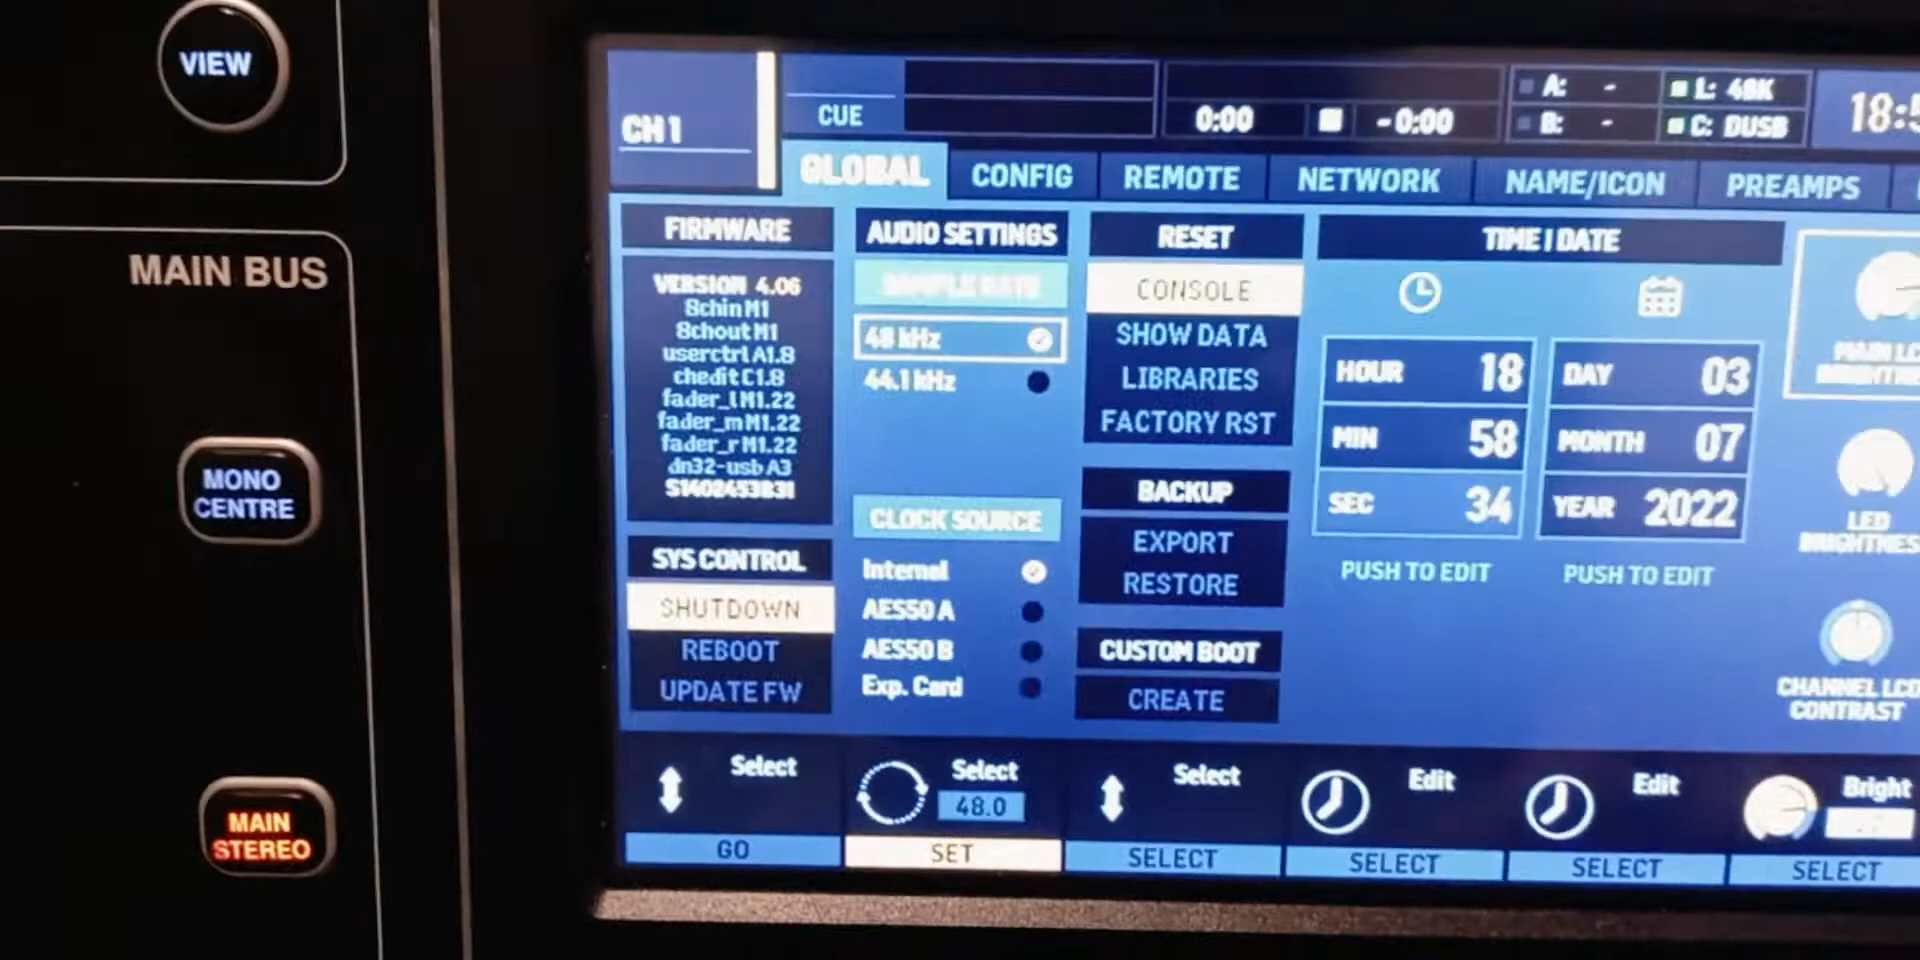 VIEW
MAIN BUS
MONO
CENTRE
MAIN
STEREO
CH 1
CUE
0:00
-0:00
A: -
L: 48K
B: -
C: DUSB
18:5
GLOBAL
CONFIG
REMOTE
NETWORK
NAME/ICON
PREAMPS
FIRMWARE
VERSION 4.06
8chin M1
8chout M1
userctrl A1.8
chedit C1.8
fader_l M1.22
fader_m M1.22
fader_r M1.22
dn32-usb A3
S1402453B31
SYS CONTROL
SHUTDOWN
REBOOT
UPDATE FW
AUDIO SETTINGS
SAMPLE RATE
48 kHz
44.1 kHz
CLOCK SOURCE
Internal
AES50 A
AES50 B
Exp. Card
RESET
CONSOLE
SHOW DATA
LIBRARIES
FACTORY RST
BACKUP
EXPORT
RESTORE
CUSTOM BOOT
CREATE
TIME | DATE
HOUR 18
MIN 58
SEC 34
PUSH TO EDIT
DAY 03
MONTH 07
YEAR 2022
PUSH TO EDIT
MAIN LC
BRIGHTNE
LED
BRIGHTNES
CHANNEL LCD
CONTRAST
Select
GO
Select
48.0
SET
Select
SELECT
Edit
SELECT
Edit
SELECT
Bright
SELECT